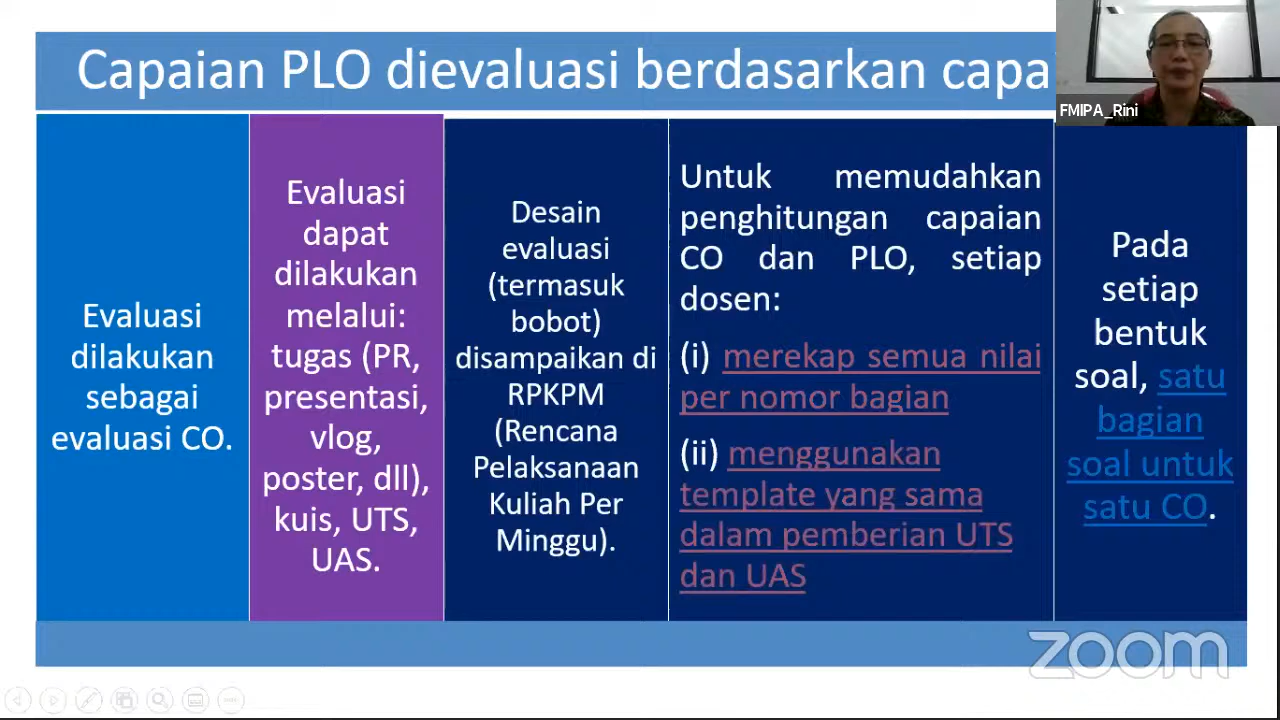 Capaian PLO dievaluasi berdasarkan capa
FMIPA_Rini
Evaluasi
dilakukan
sebagai
evaluasi CO.
Evaluasi
dapat
dilakukan
melalui:
tugas (PR,
presentasi,
vlog,
poster, dll),
kuis, UTS,
UAS.
Desain
evaluasi
(termasuk
bobot)
disampaikan di
RPKPM
(Rencana
Pelaksanaan
Kuliah Per
Minggu).
Untuk memudahkan
penghitungan capaian
CO dan PLO, setiap
dosen:
(i) merekap semua nilai
per nomor bagian
(ii) menggunakan
template yang sama
dalam pemberian UTS
dan UAS
Pada
setiap
bentuk
soal, satu
bagian
soal untuk
satu CO.
zoom